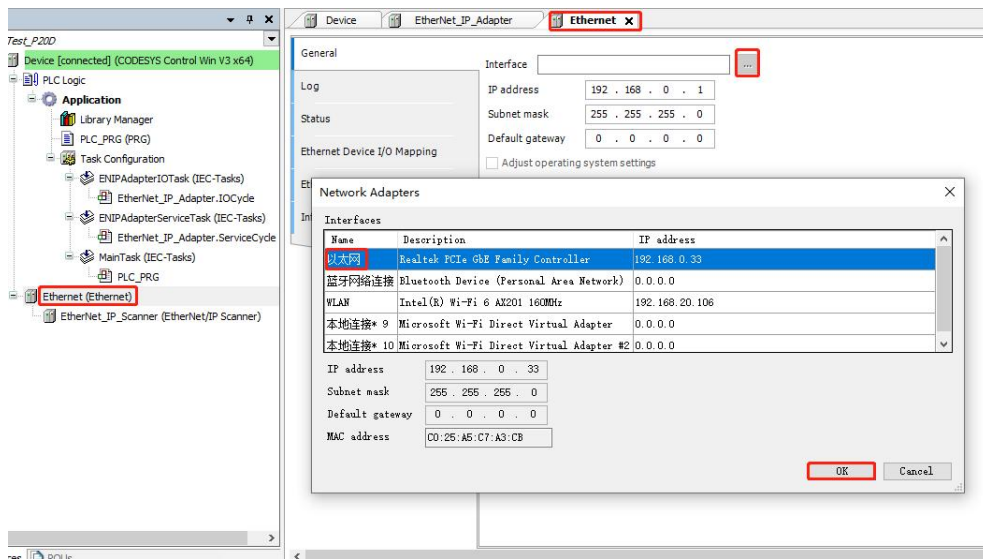 Test_P20D
Device [connected] (CODESYS Control Win V3 x64)
PLC Logic
Application
Library Manager
PLC_PRG (PRG)
Task Configuration
ENIPAdapterIOTask (IEC-Tasks)
EtherNet_IP_Adapter.IOCycle
ENIPAdapterServiceTask (IEC-Tasks)
EtherNet_IP_Adapter.ServiceCycle
MainTask (IEC-Tasks)
PLC_PRG
Ethernet (Ethernet)
EtherNet_IP_Scanner (EtherNet/IP Scanner)
POUs
Device EtherNet_IP_Adapter Ethernet X
General
Log
Status
Ethernet Device I/O Mapping
Interface ...
IP address 192 . 168 . 0 . 1
Subnet mask 255 . 255 . 255 . 0
Default gateway 0 . 0 . 0 . 0
Adjust operating system settings
Network Adapters
Interfaces
Name Description IP address
以太网 Realtek PCIe GbE Family Controller 192.168.0.33
蓝牙网络连接 Bluetooth Device (Personal Area Network) 0.0.0.0
WLAN Intel(R) Wi-Fi 6 AX201 160MHz 192.168.20.106
本地连接* 9 Microsoft Wi-Fi Direct Virtual Adapter 0.0.0.0
本地连接* 10 Microsoft Wi-Fi Direct Virtual Adapter #2 0.0.0.0
IP address 192 . 168 . 0 . 33
Subnet mask 255 . 255 . 255 . 0
Default gateway 0 . 0 . 0 . 0
MAC address C0:25:A5:C7:A3:CB
OK Cancel